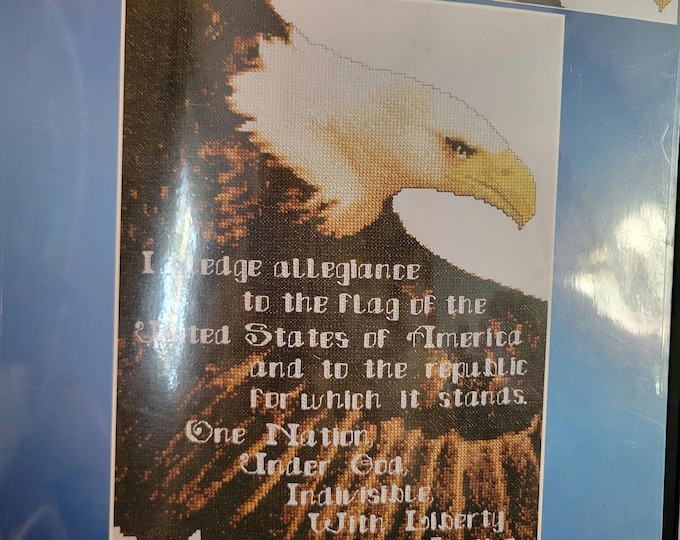 I pledge allegiance
to the flag of the
United States of America
and to the republic
for which it stands.
One Nation,
Under God,
Indivisible,
With Liberty